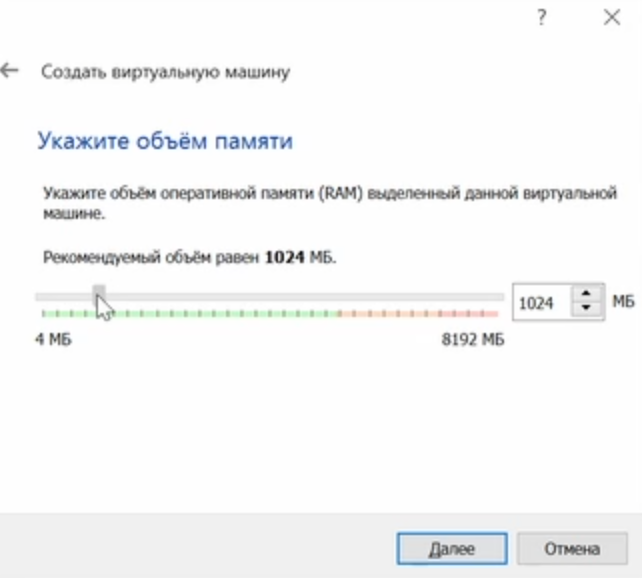 ?
Создать виртуальную машину
Укажите объём памяти
Укажите объём оперативной памяти (RAM) выделенный данной виртуальной
машине.
Рекомендуемый объём равен 1024 МБ.
1024 МБ
4 МБ 8192 МБ
Далее Отмена